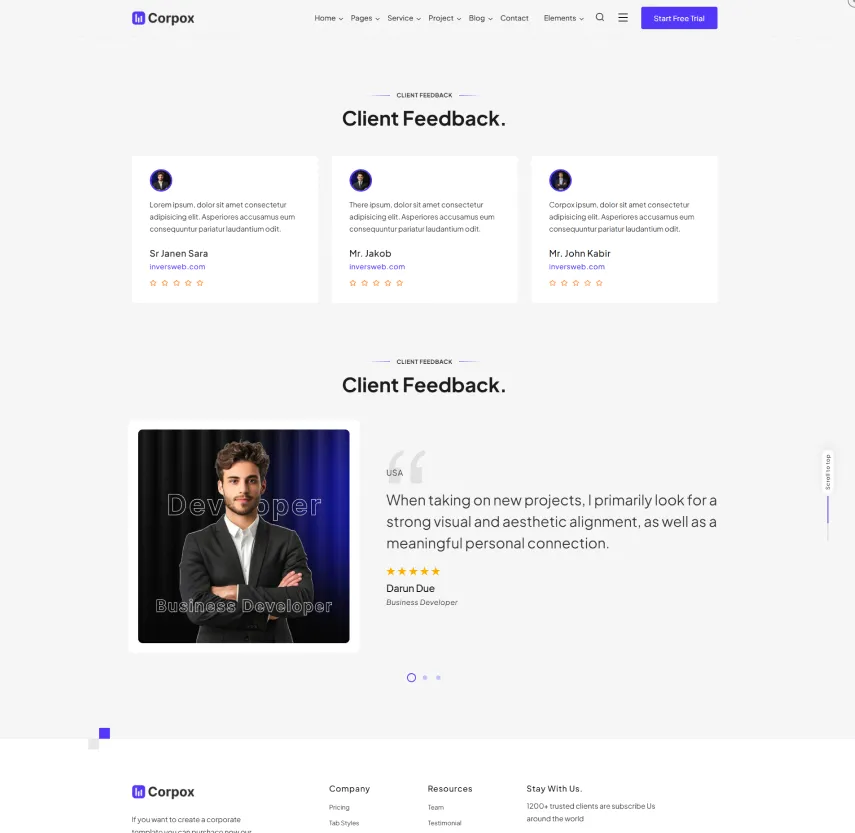 Corpox
Home Pages Service Project Blog Contact Elements Start Free Trial
CLIENT FEEDBACK
Client Feedback.
Lorem ipsum, dolor sit amet consectetur
adipisicing elit. Asperiores accusamus eum
consequuntur pariatur laudantium odit.
Sr Janen Sara
inversweb.com
There ipsum, dolor sit amet consectetur
adipisicing elit. Asperiores accusamus eum
consequuntur pariatur laudantium odit.
Mr. Jakob
inversweb.com
Corpox ipsum, dolor sit amet consectetur
adipisicing elit. Asperiores accusamus eum
consequuntur pariatur laudantium odit.
Mr. John Kabir
inversweb.com
CLIENT FEEDBACK
Client Feedback.
Developer
Business Developer
USA
When taking on new projects, I primarily look for a
strong visual and aesthetic alignment, as well as a
meaningful personal connection.
Darun Due
Business Developer
Scroll to top
Corpox
If you want to create a corporate
template you can purhace now our
Company
Pricing
Tab Styles
Resources
Team
Testimonial
Stay With Us.
1200+ trusted clients are subscribe Us
around the world